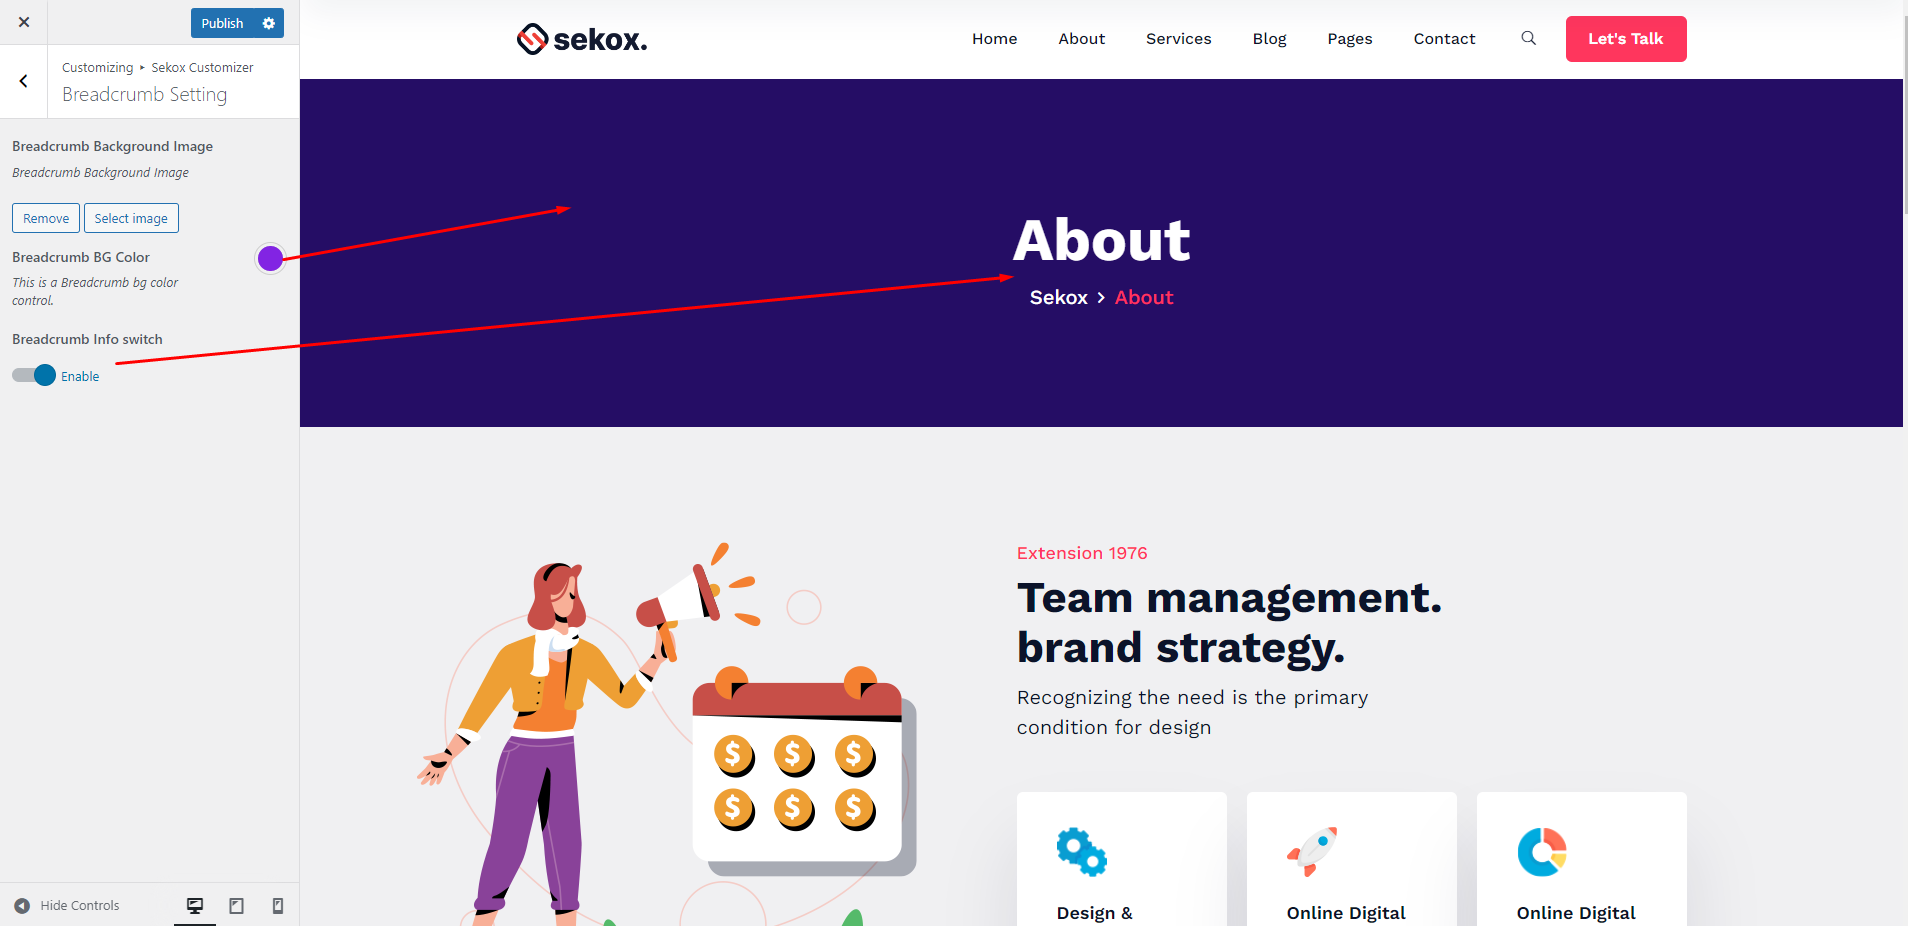 Publish
Customizing ▸ Sekox Customizer
Breadcrumb Setting
Breadcrumb Background Image
Breadcrumb Background Image
Remove
Select image
Breadcrumb BG Color
This is a Breadcrumb bg color
control.
Breadcrumb Info switch
Enable
Hide Controls
sekox.
Home
About
Services
Blog
Pages
Contact
Let's Talk
About
Sekox > About
Extension 1976
Team management.
brand strategy.
Recognizing the need is the primary
condition for design
$ $ $
$ $ $
Design &
Online Digital
Online Digital